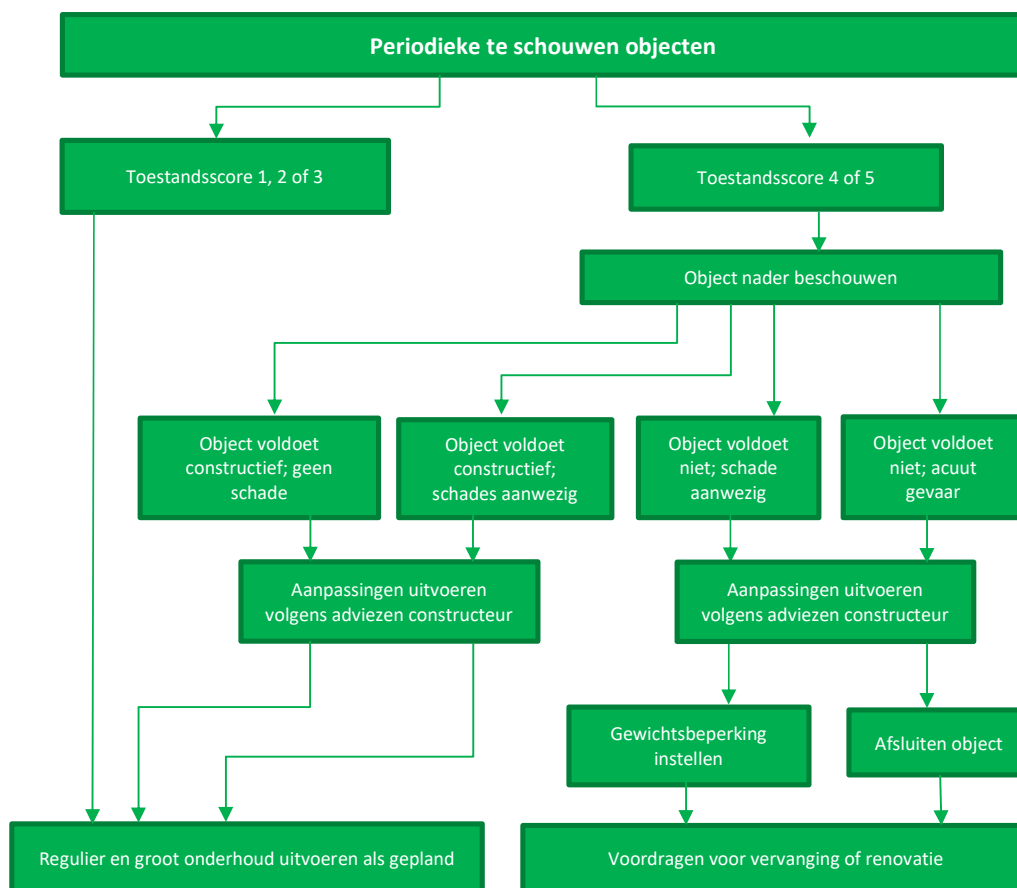 Periodieke te schouwen objecten
Toestandsscore 1, 2 of 3
Toestandsscore 4 of 5
Object nader beschouwen
Object voldoet
constructief; geen
schade
Object voldoet
constructief;
schades aanwezig
Object voldoet
niet; schade
aanwezig
Object voldoet
niet; acuut
gevaar
Aanpassingen uitvoeren
volgens adviezen constructeur
Aanpassingen uitvoeren
volgens adviezen constructeur
Gewichtsbeperking
instellen
Afsluiten object
Regulier en groot onderhoud uitvoeren als gepland
Voordragen voor vervanging of renovatie